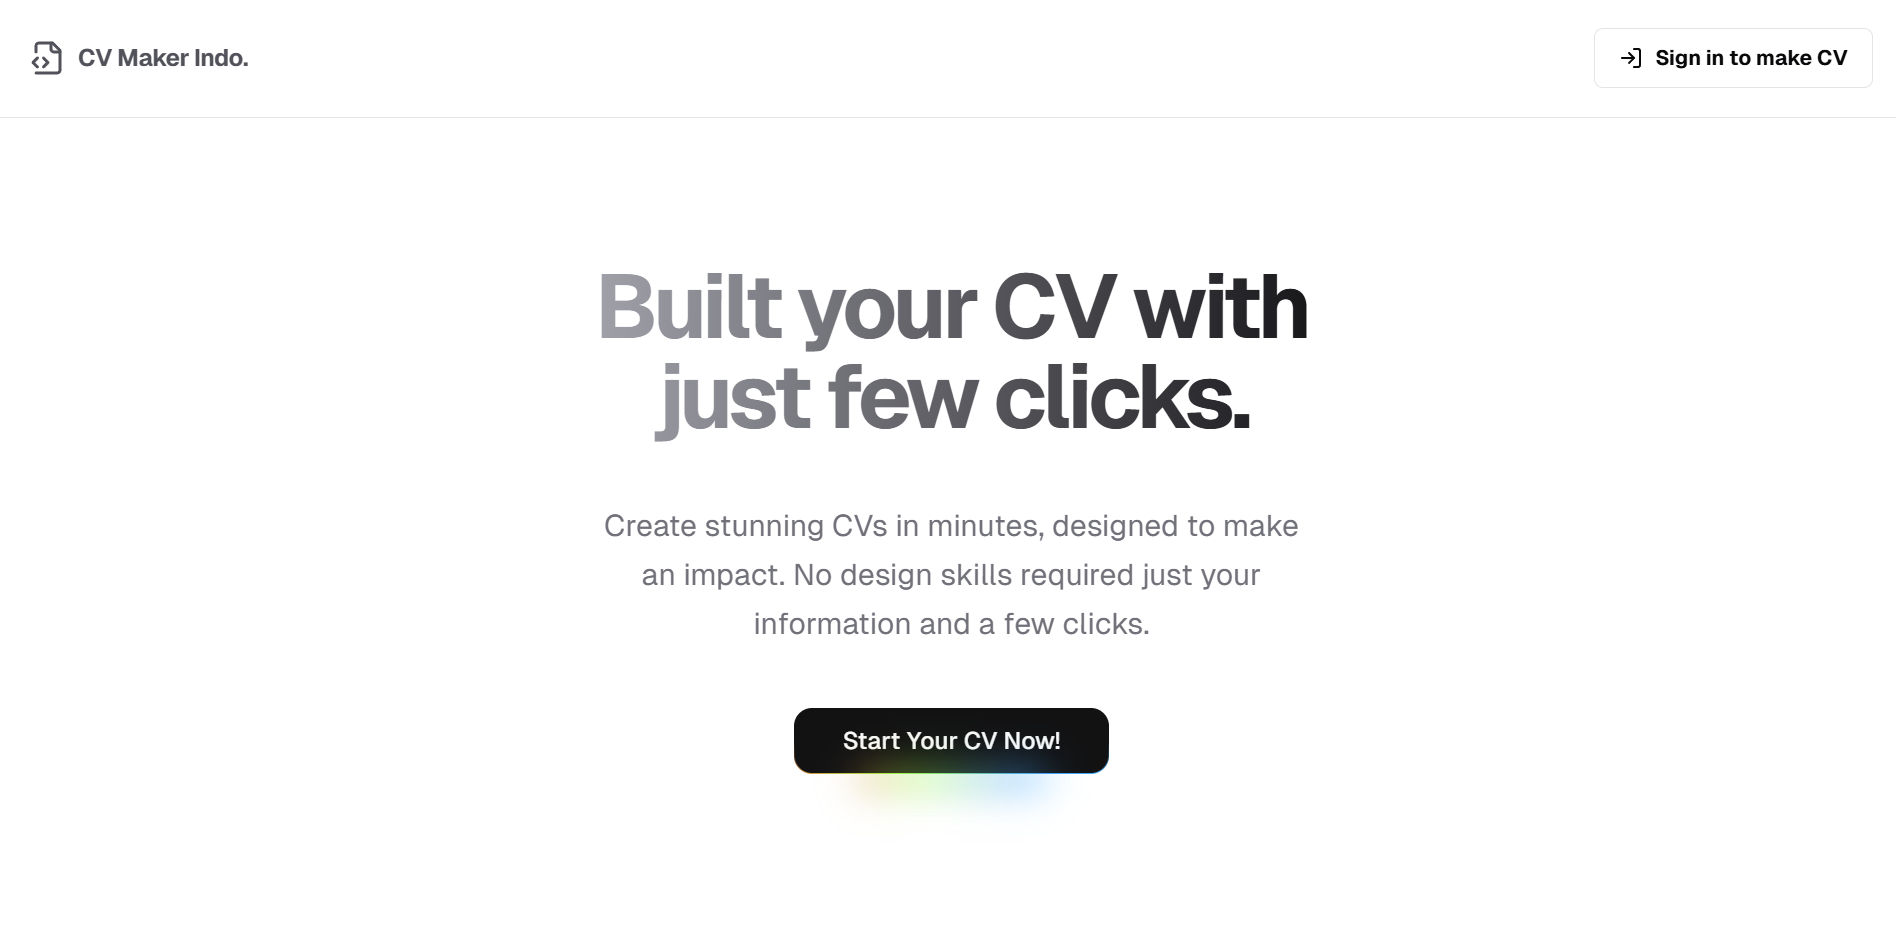 CV Maker Indo.
Sign in to make CV
Built your CV with
just few clicks.
Create stunning CVs in minutes, designed to make
an impact. No design skills required just your
information and a few clicks.
Start Your CV Now!